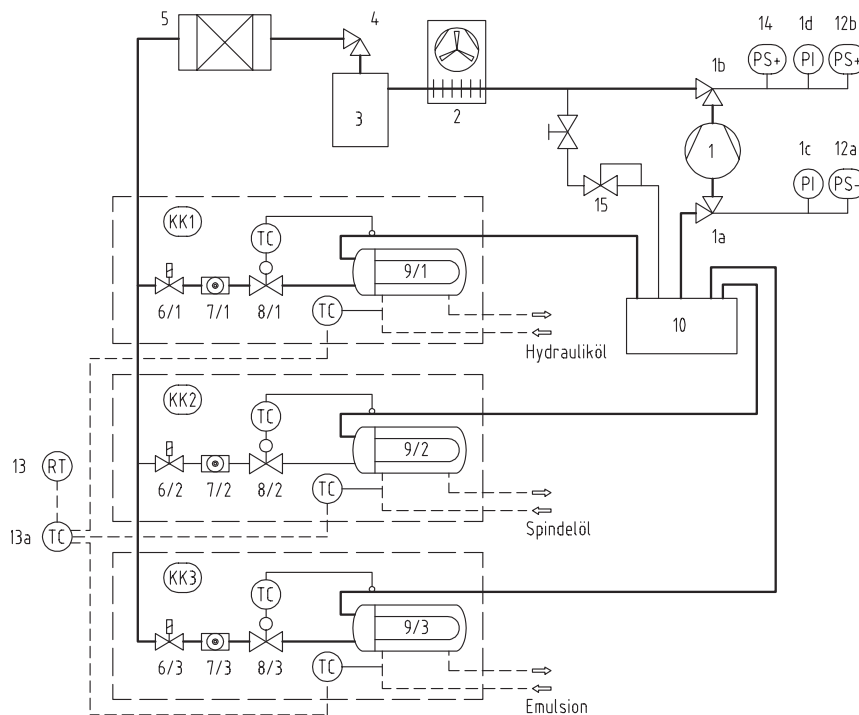 5
4
14
1d
12b
1b
PS+
PI
PS+
3
2
1
1c
12a
PI
PS-
15
1a
KK1
TC
9/1
6/1
7/1
8/1
TC
10
Hydrauliköl
KK2
TC
9/2
13
RT
6/2
7/2
8/2
TC
13a
TC
Spindelöl
KK3
TC
9/3
6/3
7/3
8/3
TC
Emulsion